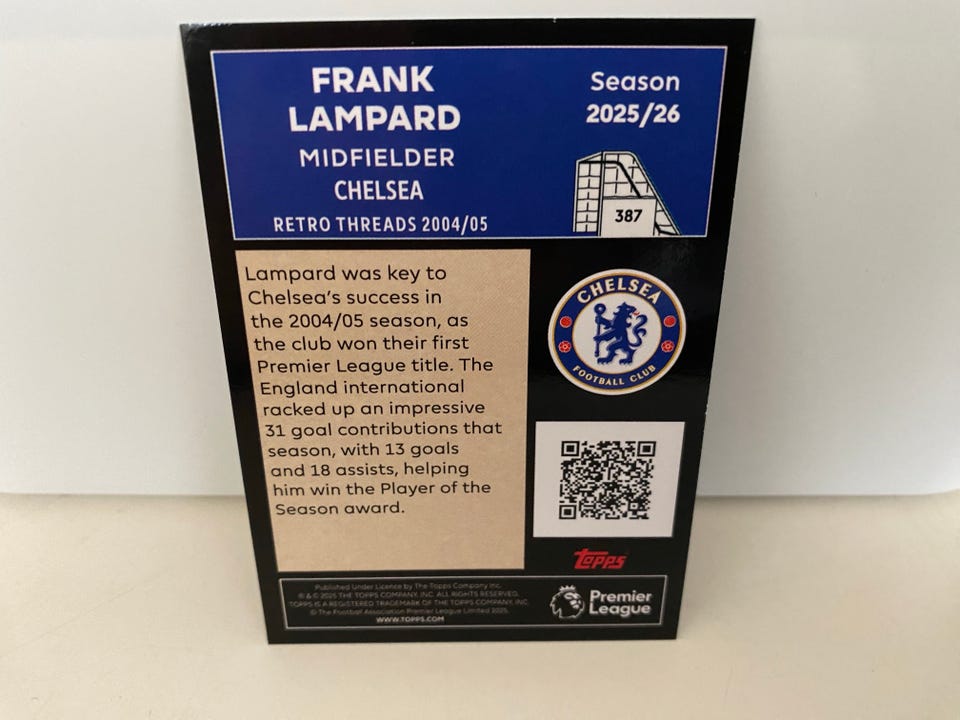 FRANK
LAMPARD
MIDFIELDER
CHELSEA
RETRO THREADS 2004/05
Season
2025/26
387
Lampard was key to
Chelsea's success in
the 2004/05 season, as
the club won their first
Premier League title. The
England international
racked up an impressive
31 goal contributions that
season, with 13 goals
and 18 assists, helping
him win the Player of the
Season award.
CHELSEA
FOOTBALL CLUB
Topps
Published Under Licence by The Topps Company Inc.
® & © 2025 THE TOPPS COMPANY, INC. ALL RIGHTS RESERVED.
TOPPS IS A REGISTERED TRADEMARK OF THE TOPPS COMPANY, INC.
© The Football Association Premier League Limited 2025.
WWW.TOPPS.COM
Premier
League